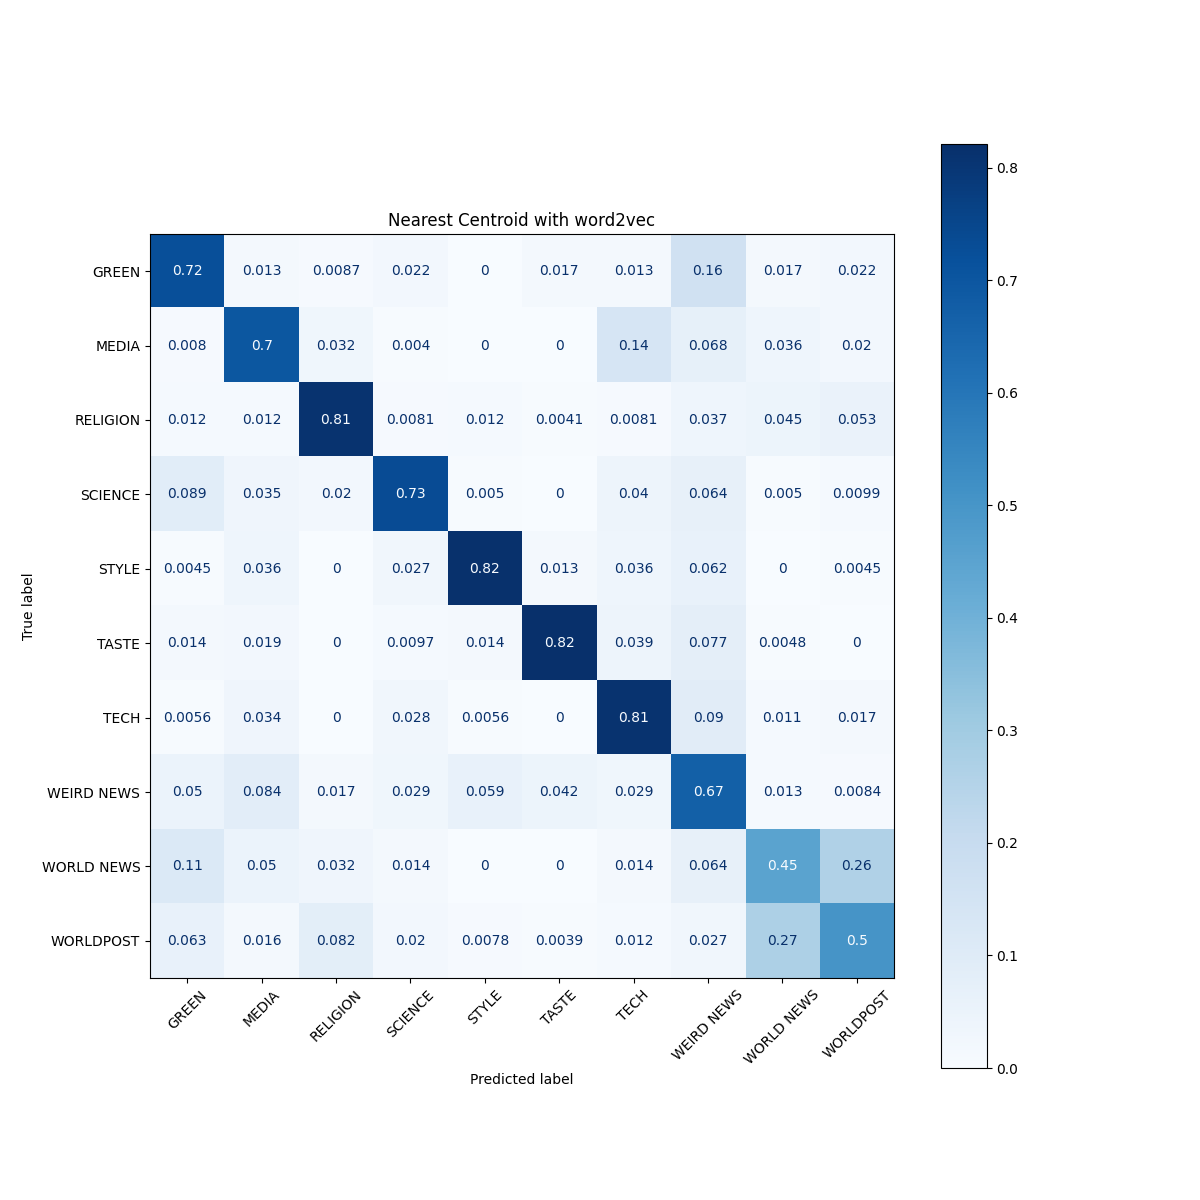 Nearest Centroid with word2vec
GREEN 0.72 0.013 0.0087 0.022 0 0.017 0.013 0.16 0.017 0.022
MEDIA 0.008 0.7 0.032 0.004 0 0 0.14 0.068 0.036 0.02
RELIGION 0.012 0.012 0.81 0.0081 0.012 0.0041 0.0081 0.037 0.045 0.053
SCIENCE 0.089 0.035 0.02 0.73 0.005 0 0.04 0.064 0.005 0.0099
STYLE 0.0045 0.036 0 0.027 0.82 0.013 0.036 0.062 0 0.0045
TASTE 0.014 0.019 0 0.0097 0.014 0.82 0.039 0.077 0.0048 0
TECH 0.0056 0.034 0 0.028 0.0056 0 0.81 0.09 0.011 0.017
WEIRD NEWS 0.05 0.084 0.017 0.029 0.059 0.042 0.029 0.67 0.013 0.0084
WORLD NEWS 0.11 0.05 0.032 0.014 0 0 0.014 0.064 0.45 0.26
WORLDPOST 0.063 0.016 0.082 0.02 0.0078 0.0039 0.012 0.027 0.27 0.5
GREEN MEDIA RELIGION SCIENCE STYLE TASTE TECH WEIRD NEWS WORLD NEWS WORLDPOST
Predicted label
True label
0.8
0.7
0.6
0.5
0.4
0.3
0.2
0.1
0.0